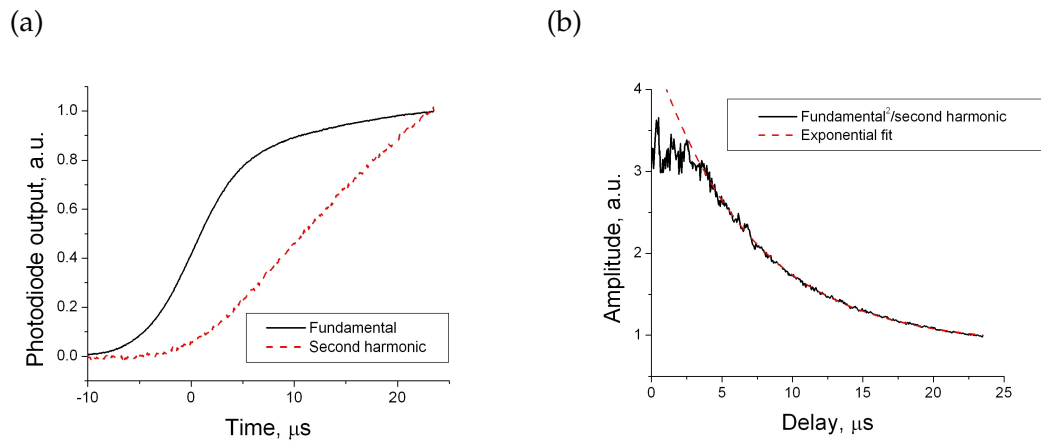 (a)
(b)
Photodiode output, a.u.
1.0
0.8
0.6
0.4
0.2
0.0
-10
0
10
20
Time, μs
Fundamental
Second harmonic
Amplitude, a.u.
4
3
2
1
0
5
10
15
20
25
Delay, μs
Fundamental²/second harmonic
Exponential fit